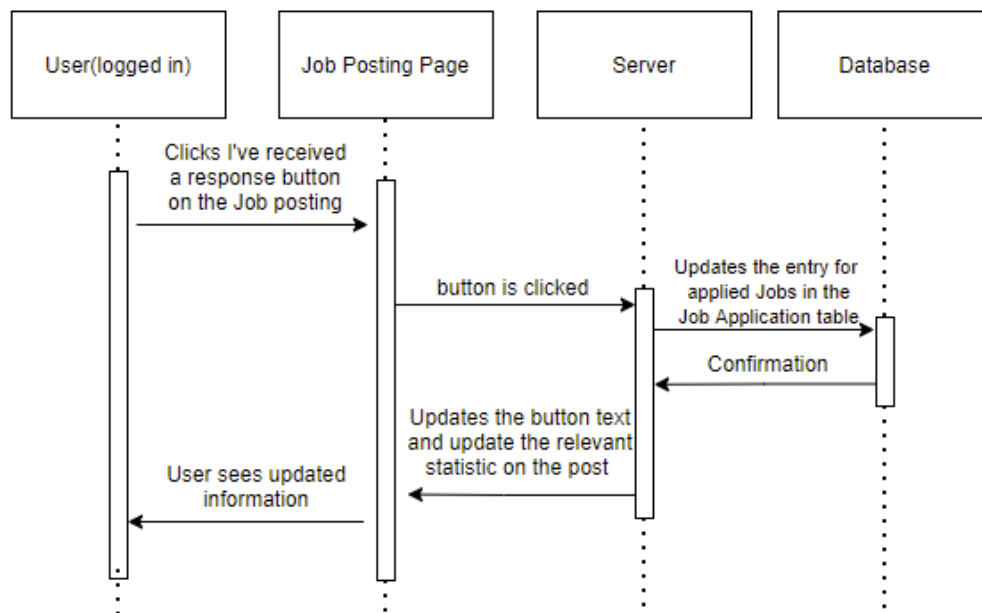 User(logged in)
Job Posting Page
Server
Database
Clicks I've received
a response button
on the Job posting
button is clicked
Updates the entry for
applied Jobs in the
Job Application table
Confirmation
Updates the button text
and update the relevant
statistic on the post
User sees updated
information